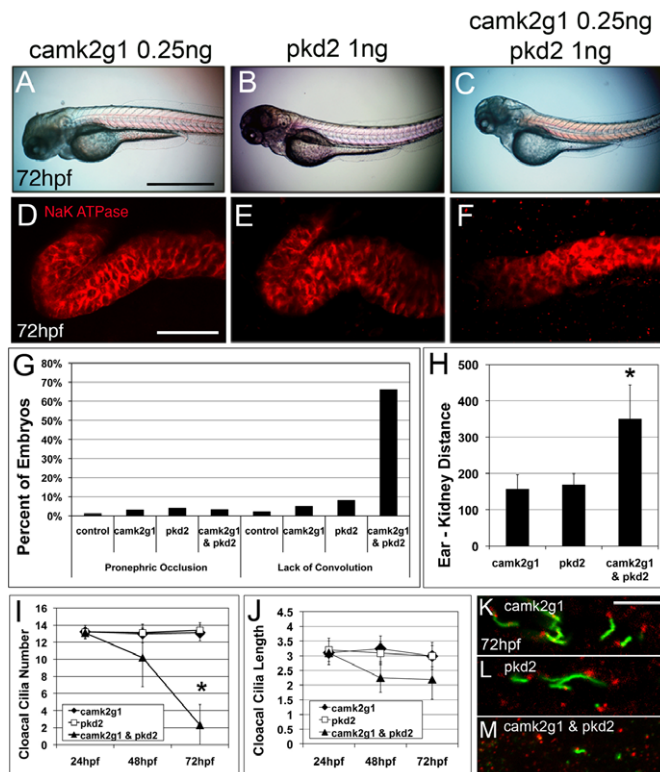 camk2g1 0.25ng
pkd2 1ng
camk2g1 0.25ng
pkd2 1ng
A
B
C
72hpf
D
NaK ATPase
E
F
72hpf
G
Percent of Embryos
80%
70%
60%
50%
40%
30%
20%
10%
0%
control
camk2g1
pkd2
camk2g1
& pkd2
control
camk2g1
pkd2
camk2g1
& pkd2
Pronephric Occlusion
Lack of Convolution
H
Ear - Kidney Distance
500
400
300
200
100
0
*
camk2g1
pkd2
camk2g1
& pkd2
I
Cloacal Cilia Number
16
14
12
10
8
6
4
2
0
*
camk2g1
pkd2
camk2g1 & pkd2
24hpf
48hpf
72hpf
J
Cloacal Cilia Length
4.5
4
3.5
3
2.5
2
1.5
1
0.5
0
camk2g1
pkd2
camk2g1 & pkd2
24hpf
48hpf
72hpf
K
camk2g1
72hpf
L
pkd2
M
camk2g1 & pkd2